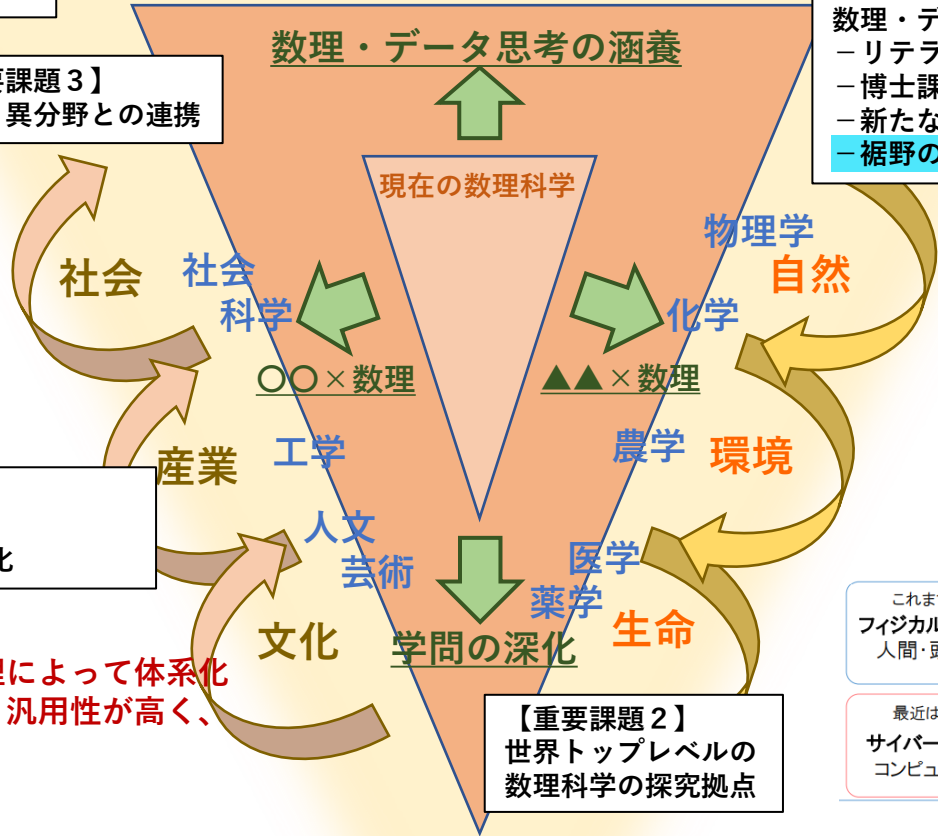 数理・データ思考の涵養
数理・デ
－リテラ
－博士課
－新たな
－裾野の
要課題３】
異分野との連携
現在の数理科学
物理学
自然
社会
社会
科学
化学
〇〇×数理
▲▲×数理
産業
工学
農学
環境
人文
芸術
化
医学
薬学
生命
文化
学問の深化
理によって体系化
汎用性が高く、
【重要課題２】
世界トップレベルの
数理科学の探究拠点
これま
フィジカル
人間・頭
最近は
サイバー
コンピュ